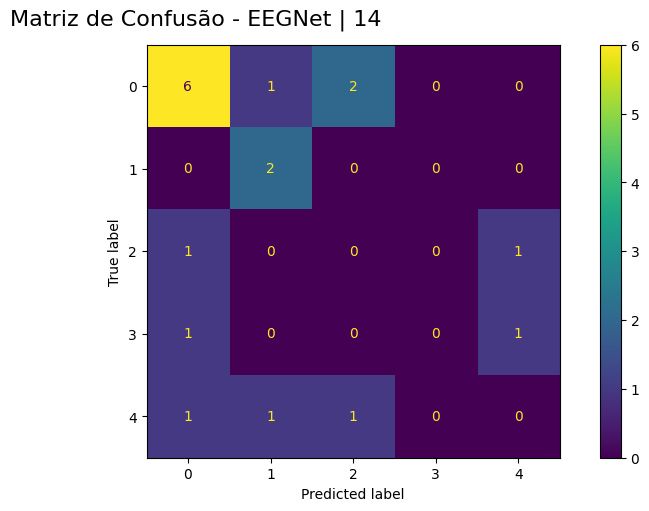 Matriz de Confusão - EEGNet | 14
6
0 6 1 2 0 0
5
1 0 2 0 0 0
4
True label
2 1 0 0 0 1
3
2
3 1 0 0 0 1
1
4 1 1 1 0 0
0
0 1 2 3 4
Predicted label